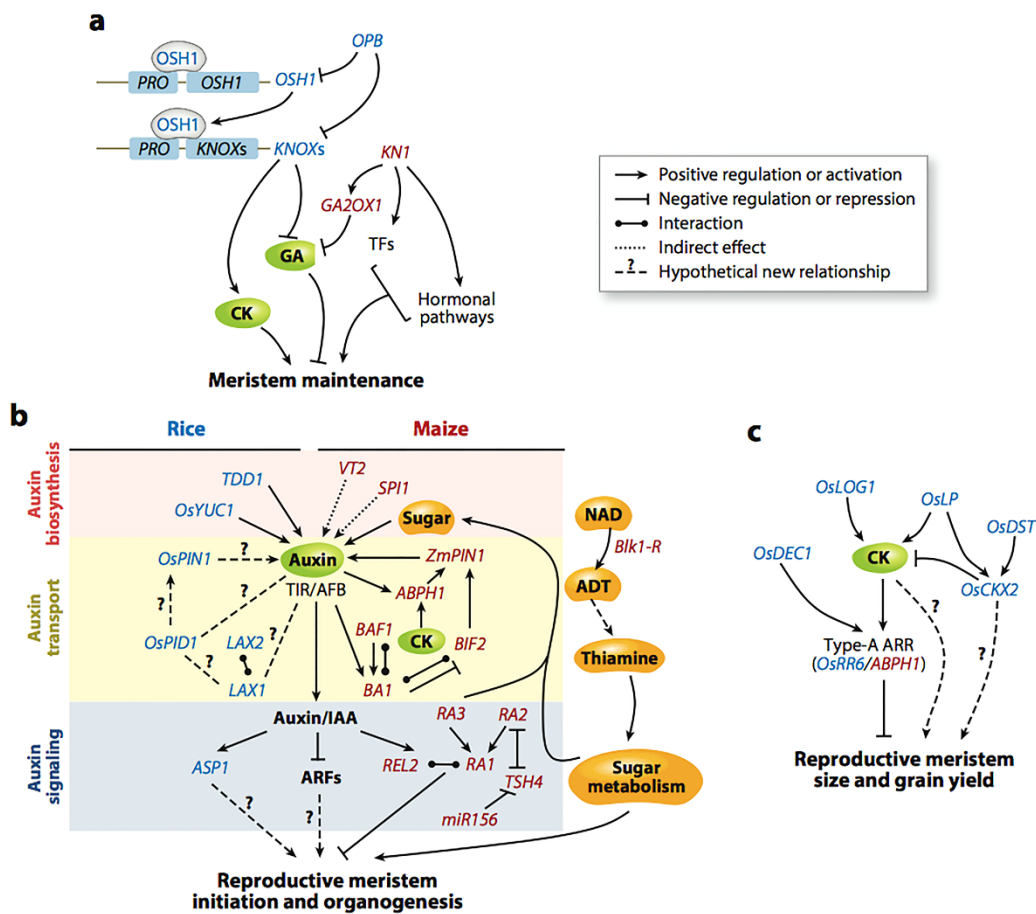 a
OPB
OSH1
PRO OSH1 OSH1
OSH1
PRO KNOXs KNOXs
KN1
GA2OX1
GA
TFs
CK
Hormonal
pathways
Meristem maintenance
Positive regulation or activation
Negative regulation or repression
Interaction
Indirect effect
? Hypothetical new relationship
b
Rice
Maize
Auxin
biosynthesis
TDD1
VT2
SPI1
OsYUC1
Sugar
Auxin
transport
OsPIN1
?
Auxin
ZmPIN1
TIR/AFB
ABPH1
?
?
OsPID1
LAX2
?
BAF1
CK
BIF2
?
LAX1
BA1
Auxin
signaling
Auxin/IAA
RA3
RA2
ASP1
ARFs
REL2
RA1
TSH4
miR156
?
?
Reproductive meristem
initiation and organogenesis
NAD
Blk1-R
ADT
Thiamine
Sugar
metabolism
c
OsLOG1
OsLP
OsDST
OsDEC1
CK
OsCKX2
?
?
Type-A ARR
(OsRR6/ABPH1)
Reproductive meristem
size and grain yield